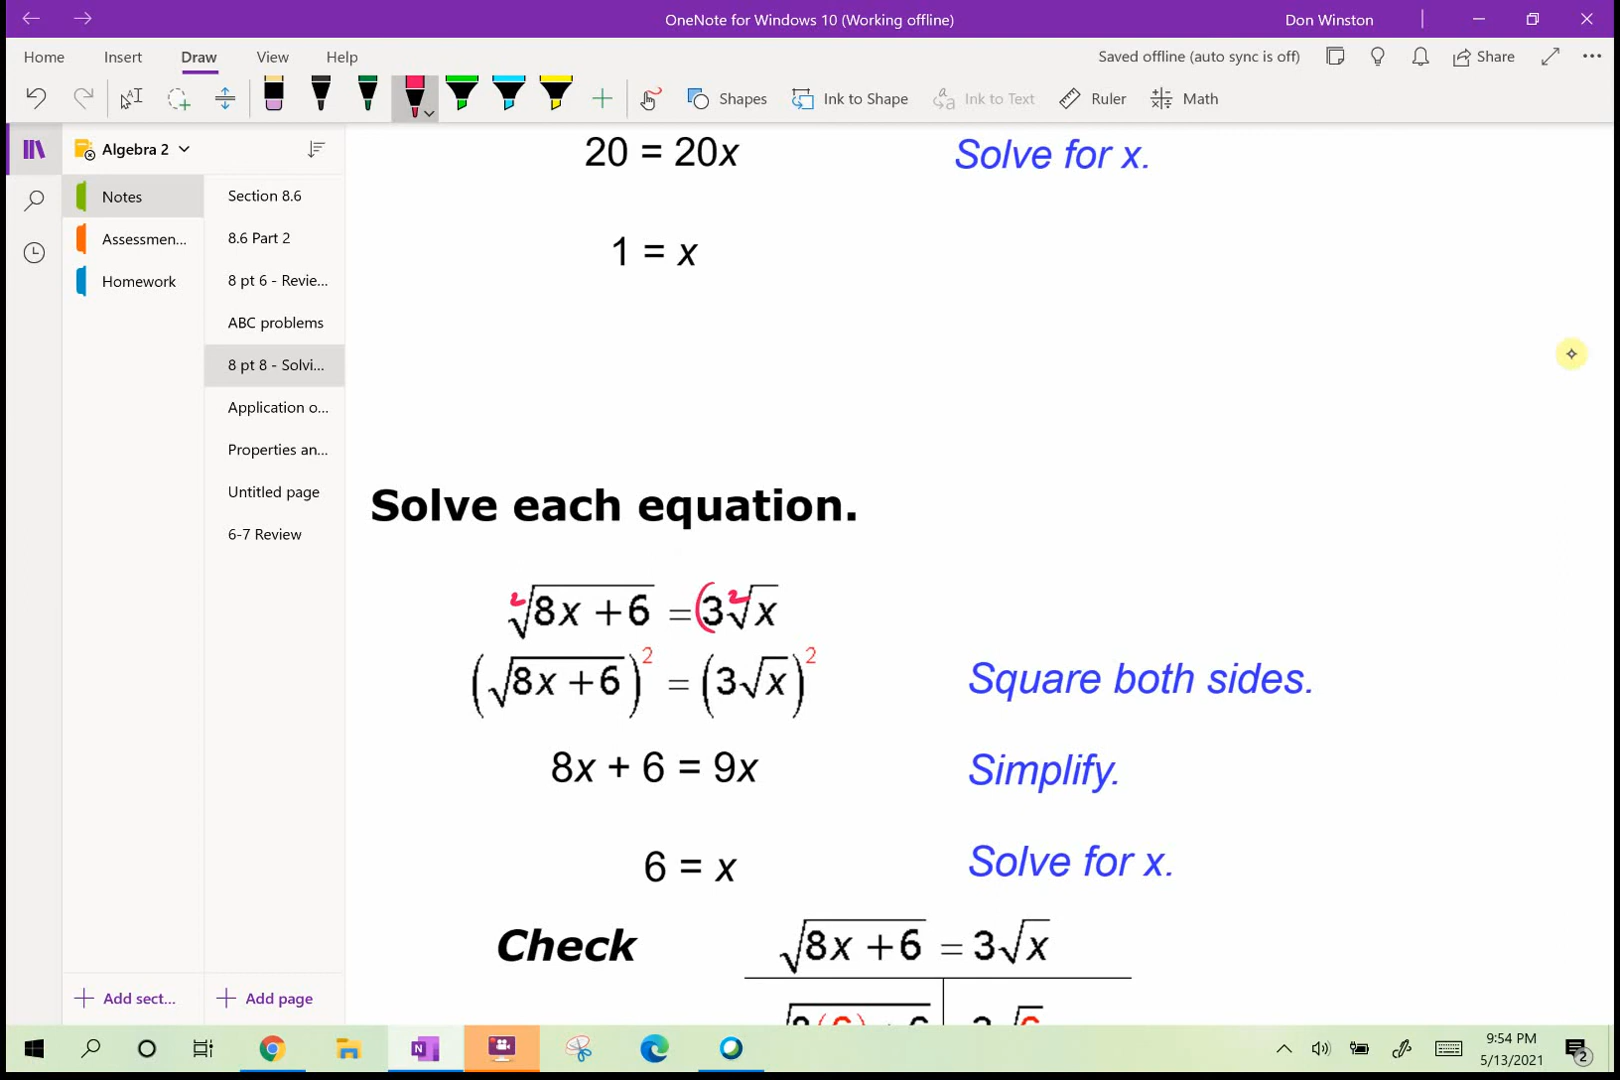 OneNote for Windows 10 (Working offline)
Don Winston
Home Insert Draw View Help
Saved offline (auto sync is off)
Share
Shapes
Ink to Shape
Ink to Text
Ruler
Math
Algebra 2
Notes
Assessmen...
Homework
Section 8.6
8.6 Part 2
8 pt 6 - Revie...
ABC problems
8 pt 8 - Solvi...
Application o...
Properties an...
Untitled page
6-7 Review
Add sect...
Add page
20 = 20x Solve for x.
1 = x
Solve each equation.
²√(8x + 6) = (3 ²√x
(√(8x + 6))² = (3√x)² Square both sides.
8x + 6 = 9x Simplify.
6 = x Solve for x.
Check √(8x + 6) = 3√x
9:54 PM
5/13/2021
2